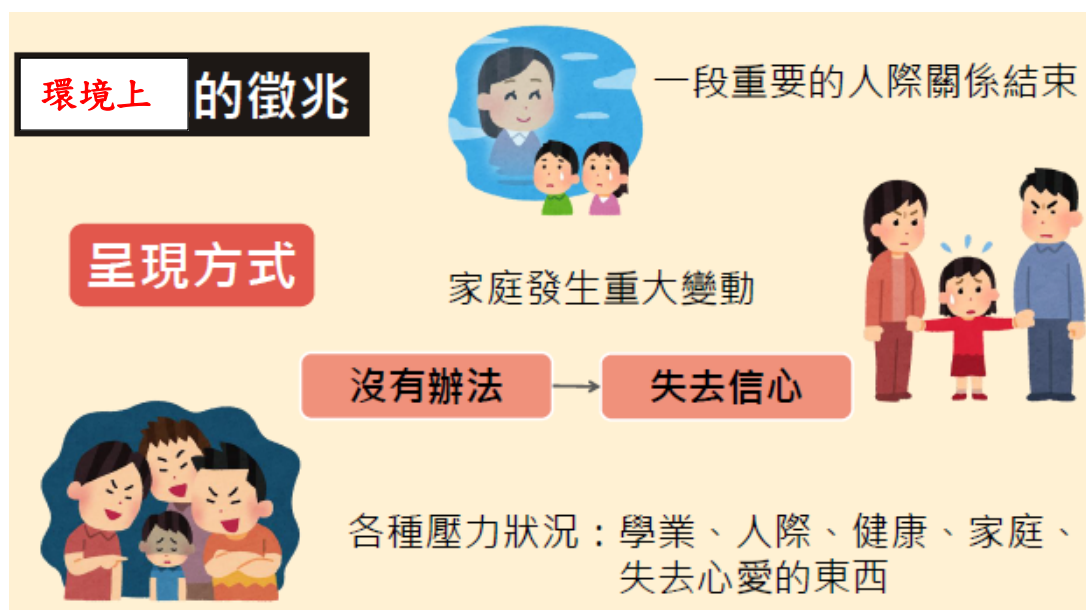 環境上的徵兆
一段重要的人際關係結束
呈現方式
家庭發生重大變動
沒有辦法
失去信心
各種壓力狀況：學業、人際、健康、家庭、
失去心愛的東西